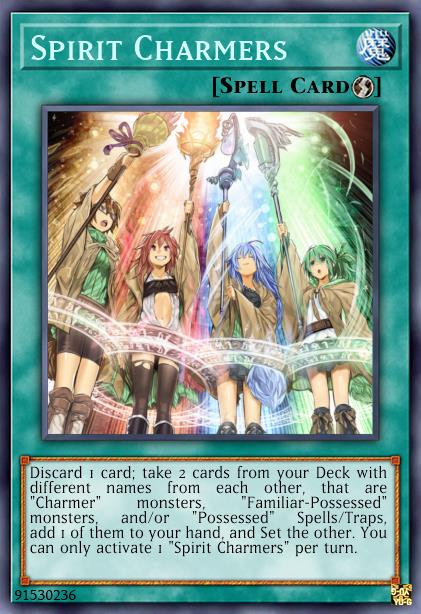 SPIRIT CHARMERS
魔
[SPELL CARD]
Discard 1 card; take 2 cards from your Deck with
different names from each other, that are
"Charmer" monsters, "Familiar-Possessed"
monsters, and/or "Possessed" Spells/Traps,
add 1 of them to your hand, and Set the other. You
can only activate 1 "Spirit Charmers" per turn.
91530236